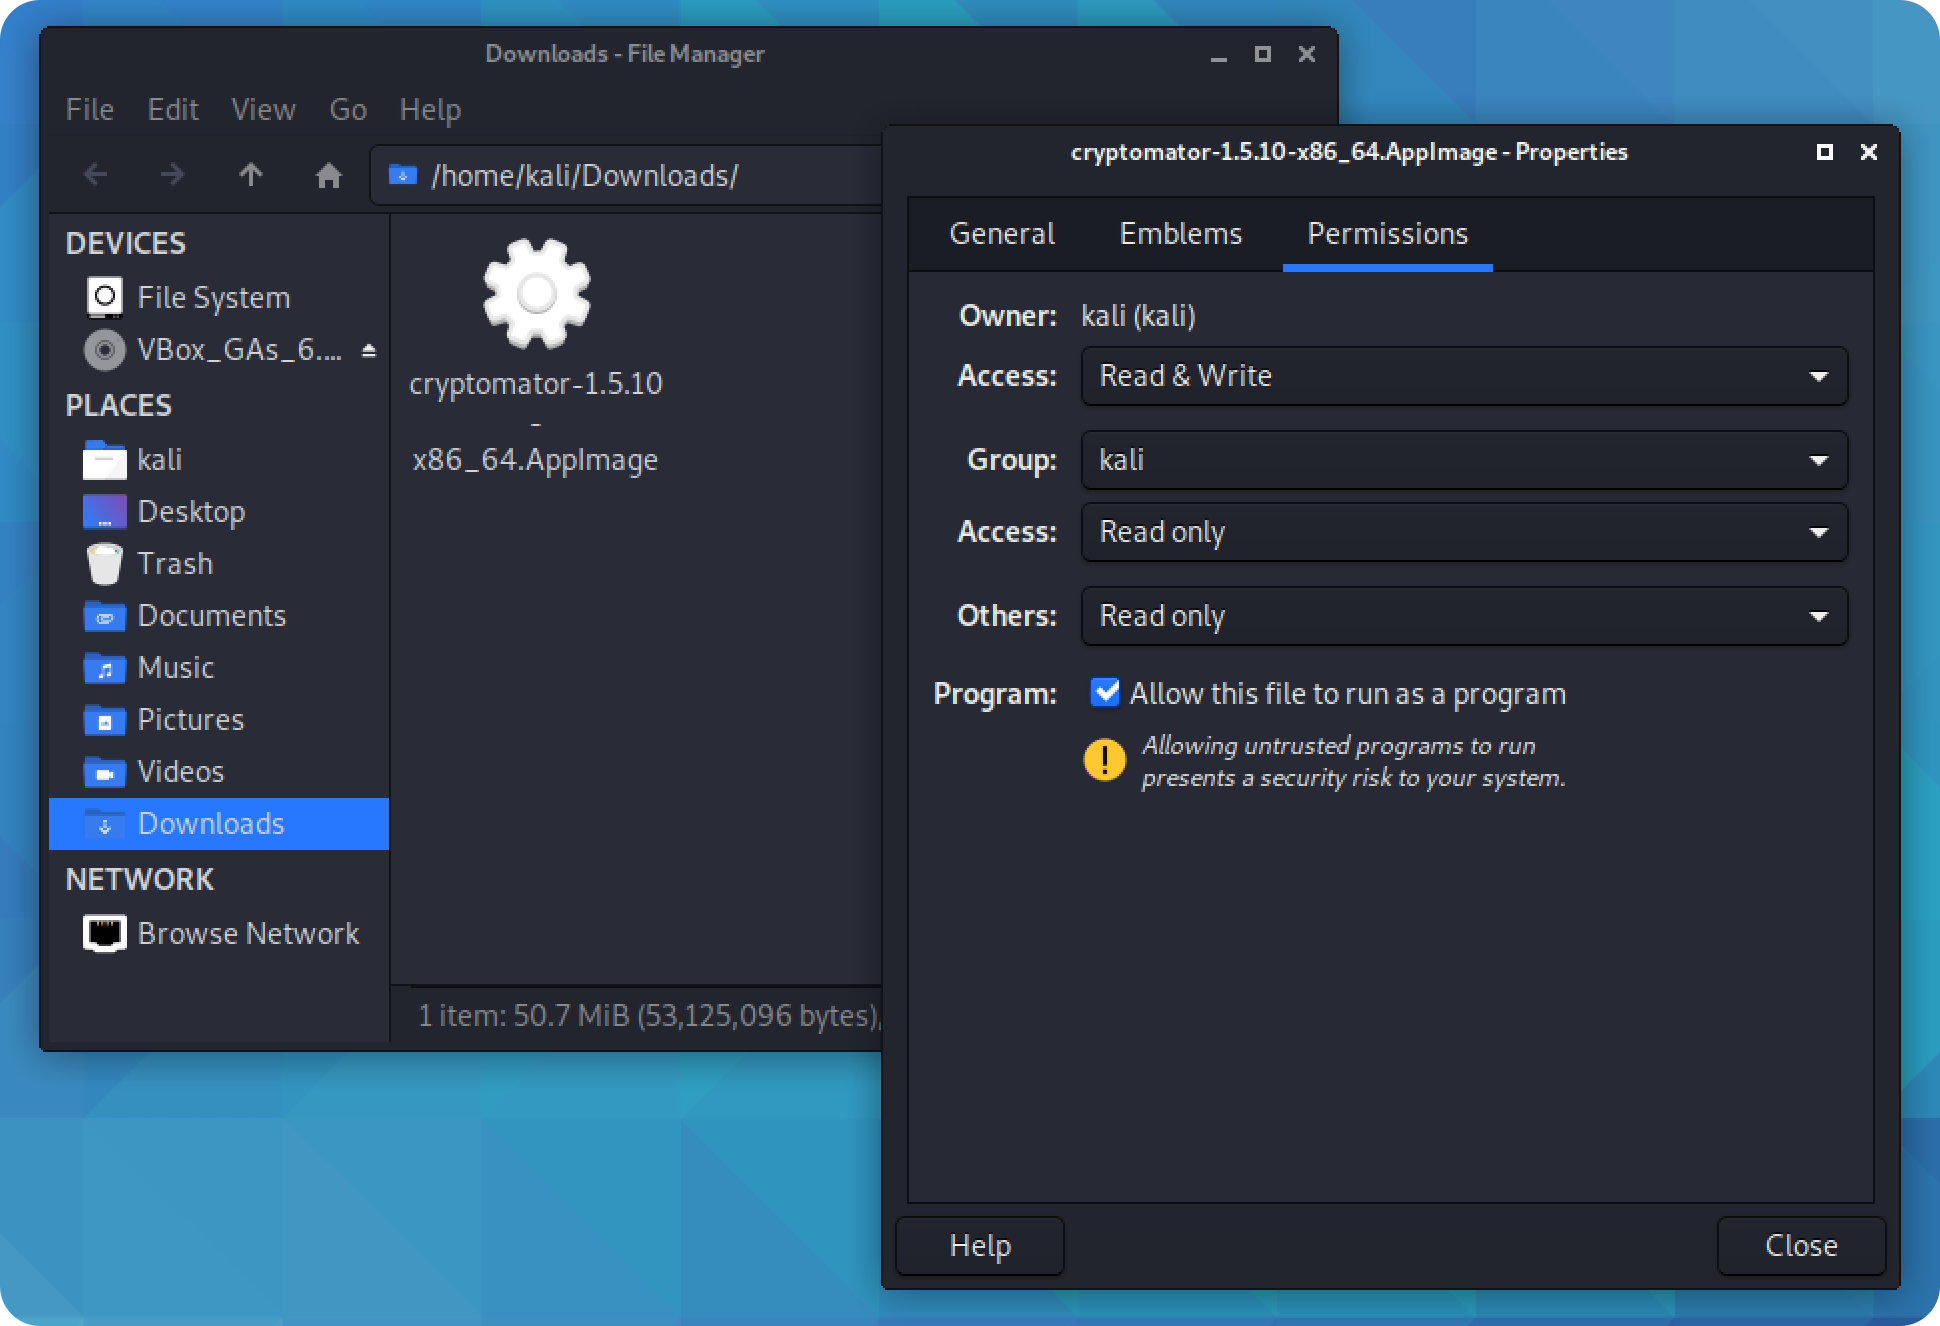 Downloads - File Manager
File Edit View Go Help
/home/kali/Downloads/
DEVICES
File System
VBox_GAs_6....
PLACES
kali
Desktop
Trash
Documents
Music
Pictures
Videos
Downloads
NETWORK
Browse Network
cryptomator-1.5.10
-
x86_64.AppImage
1 item: 50.7 MiB (53,125,096 bytes),
cryptomator-1.5.10-x86_64.AppImage - Properties
General Emblems Permissions
Owner: kali (kali)
Access: Read & Write
Group: kali
Access: Read only
Others: Read only
Program: Allow this file to run as a program
Allowing untrusted programs to run
presents a security risk to your system.
Help Close